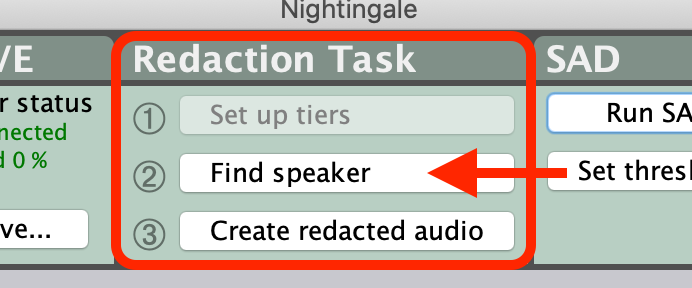 Nightingale
VE
Redaction Task
SAD
r status
nnected
d 0 %
ve...
① Set up tiers
② Find speaker
③ Create redacted audio
Run SA
Set thresh